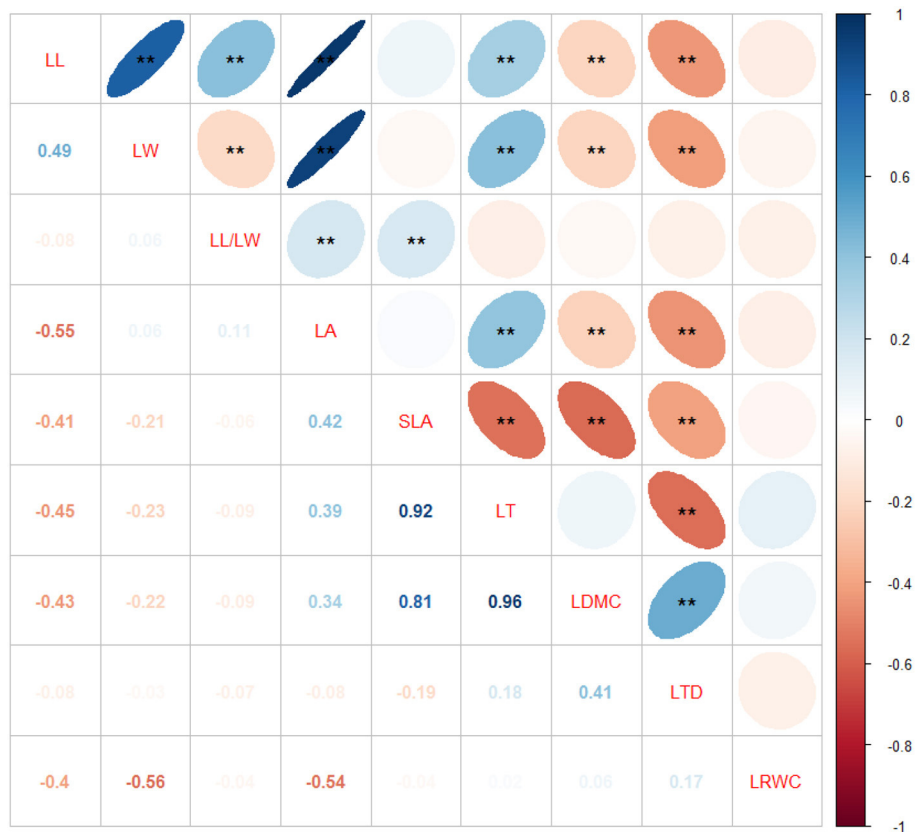 LL ** ** ** ** ** **
0.49 LW ** ** ** ** **
-0.08 0.06 LL/LW ** **
-0.55 0.06 0.11 LA ** ** **
-0.41 -0.21 -0.06 0.42 SLA ** ** **
-0.45 -0.23 -0.09 0.39 0.92 LT **
-0.43 -0.22 -0.09 0.34 0.81 0.96 LDMC **
-0.08 -0.03 -0.07 -0.08 -0.19 0.18 0.41 LTD
-0.4 -0.56 -0.04 -0.54 -0.04 0.02 0.06 0.17 LRWC
1
0.8
0.6
0.4
0.2
0
-0.2
-0.4
-0.6
-0.8
-1